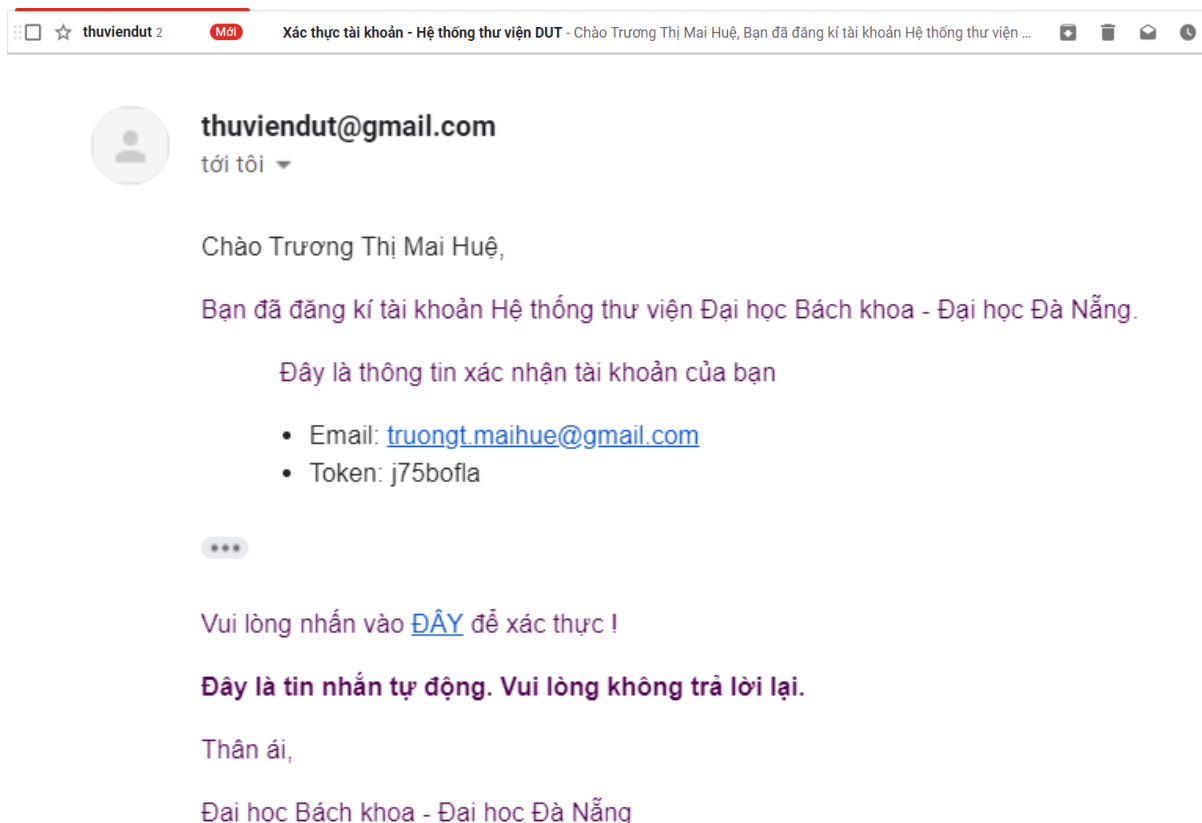 thuviendut 2 Mới Xác thực tài khoản - Hệ thống thư viện DUT - Chào Trương Thị Mai Huệ, Bạn đã đăng kí tài khoản Hệ thống thư viện ...
thuviendut@gmail.com
tới tôi
Chào Trương Thị Mai Huệ,
Bạn đã đăng kí tài khoản Hệ thống thư viện Đại học Bách khoa - Đại học Đà Nẵng.
Đây là thông tin xác nhận tài khoản của bạn
• Email: truongt.maihue@gmail.com
• Token: j75bofla
•••
Vui lòng nhấn vào ĐÂY để xác thực !
Đây là tin nhắn tự động. Vui lòng không trả lời lại.
Thân ái,
Đại học Bách khoa - Đại học Đà Nẵng